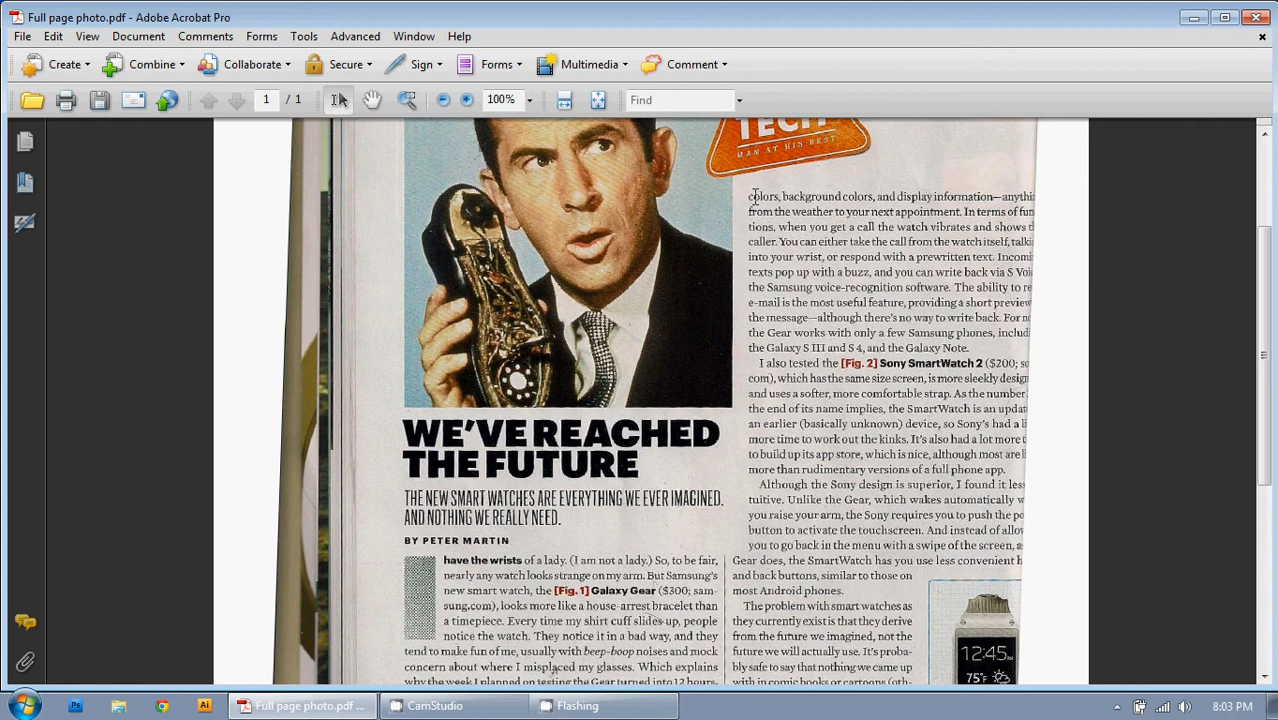 Full page photo.pdf - Adobe Acrobat Pro
File Edit View Document Comments Forms Tools Advanced Window Help
Create Combine Collaborate Secure Sign Forms Multimedia Comment
1 / 1 100% Find
TECH
MAN AT HIS BEST
colors, background colors, and display information—anythin
from the weather to your next appointment. In terms of fun
tions, when you get a call the watch vibrates and shows t
caller. You can either take the call from the watch itself, talki
into your wrist, or respond with a prewritten text. Incomi
texts pop up with a buzz, and you can write back via S Voi
the Samsung voice-recognition software. The ability to re
e-mail is the most useful feature, providing a short preview
the message—although there's no way to write back. For no
the Gear works with only a few Samsung phones, includi
the Galaxy S III and S 4, and the Galaxy Note.
I also tested the [Fig. 2] Sony SmartWatch 2 ($200; so
com), which has the same size screen, is more sleekly design
and uses a softer, more comfortable strap. As the number
the end of its name implies, the SmartWatch is an updat
an earlier (basically unknown) device, so Sony's had a li
more time to work out the kinks. It's also had a lot more t
to build up its app store, which is nice, although most are li
more than rudimentary versions of a full phone app.
Although the Sony design is superior, I found it less
tuitive. Unlike the Gear, which wakes automatically w
you raise your arm, the Sony requires you to push the po
button to activate the touchscreen. And instead of allow
you to go back in the menu with a swipe of the screen, as
WE'VE REACHED
THE FUTURE
THE NEW SMART WATCHES ARE EVERYTHING WE EVER IMAGINED.
AND NOTHING WE REALLY NEED.
BY PETER MARTIN
have the wrists of a lady. (I am not a lady.) So, to be fair,
nearly any watch looks strange on my arm. But Samsung's
new smart watch, the [Fig. 1] Galaxy Gear ($300; sam-
sung.com), looks more like a house-arrest bracelet than
a timepiece. Every time my shirt cuff slides up, people
notice the watch. They notice it in a bad way, and they
tend to make fun of me, usually with beep-boop noises and mock
concern about where I misplaced my glasses. Which explains
why the week I planned on testing the Gear turned into 12 hours.
Gear does, the SmartWatch has you use less convenient h
and back buttons, similar to those on
most Android phones.
The problem with smart watches as
they currently exist is that they derive
from the future we imagined, not the
future we will actually use. It's proba-
bly safe to say that nothing we came up
with in comic books or cartoons (oth-
12:45
75°F
Full page photo.pdf ... CamStudio Flashing 8:03 PM